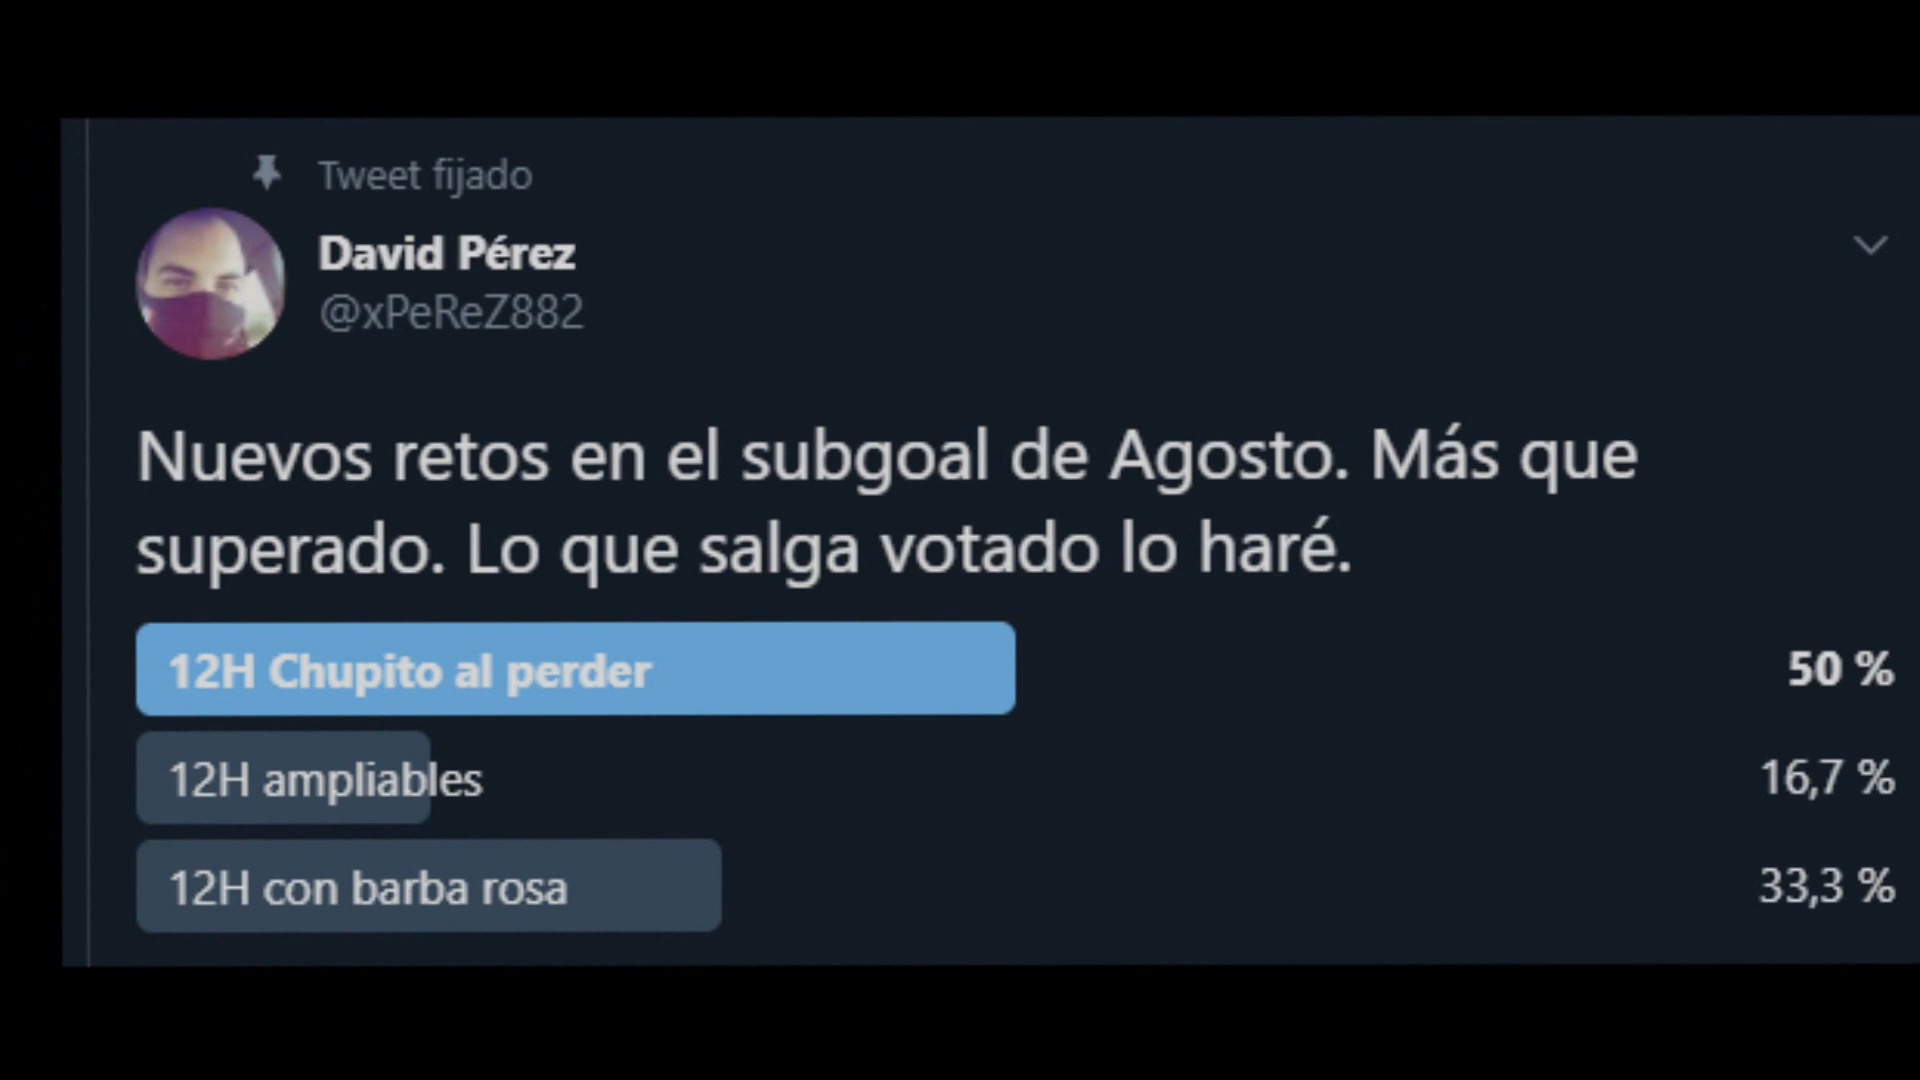 Tweet fijado
David Pérez
@xPeReZ882
Nuevos retos en el subgoal de Agosto. Más que
superado. Lo que salga votado lo haré.
12H Chupito al perder 50 %
12H ampliables 16,7 %
12H con barba rosa 33,3 %